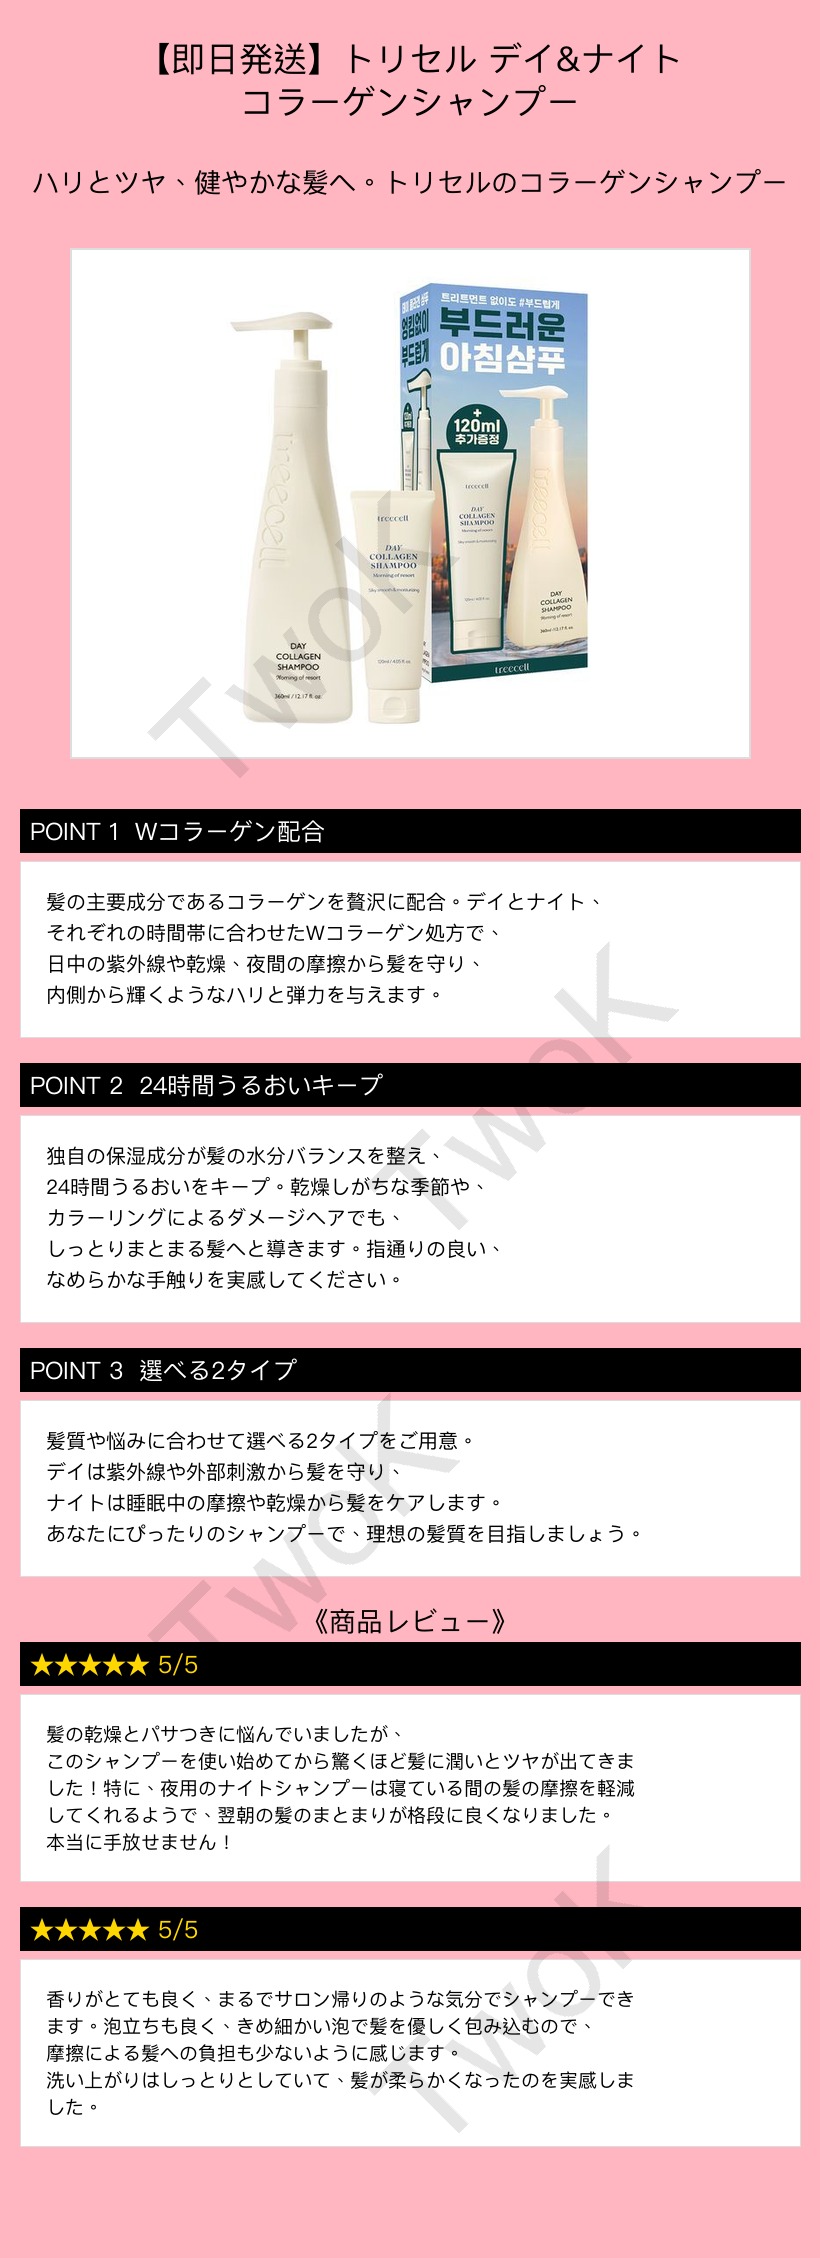 【即日発送】トリセル デイ&ナイト
コラーゲンシャンプー
ハリとツヤ、健やかな髪へ。トリセルのコラーゲンシャンプー
treecell
DAY
COLLAGEN
SHAMPOO
Morning of resort
360ml / 12.17 fl. oz.
treecell
DAY
COLLAGEN
SHAMPOO
Morning of resort
Silky smooth & moisturizing
120ml / 4.05 fl. oz.
엉킴없이
부드럽게
트리트먼트 없이도 #부드럽게
부드러운
아침샴푸
+
120ml
추가증정
treecell
DAY
COLLAGEN
SHAMPOO
Morning of resort
treecell
DAY
COLLAGEN
SHAMPOO
Morning of resort
360ml / 12.17 fl. oz.
treecell
TwoK
POINT 1 Wコラーゲン配合
髪の主要成分であるコラーゲンを贅沢に配合。デイとナイト、
それぞれの時間帯に合わせたWコラーゲン処方で、
日中の紫外線や乾燥、夜間の摩擦から髪を守り、
内側から輝くようなハリと弾力を与えます。
TwoK
POINT 2 24時間うるおいキープ
独自の保湿成分が髪の水分バランスを整え、
24時間うるおいをキープ。乾燥しがちな季節や、
カラーリングによるダメージヘアでも、
しっとりまとまる髪へと導きます。指通りの良い、
なめらかな手触りを実感してください。
POINT 3 選べる2タイプ
髪質や悩みに合わせて選べる2タイプをご用意。
デイは紫外線や外部刺激から髪を守り、
ナイトは睡眠中の摩擦や乾燥から髪をケアします。
あなたにぴったりのシャンプーで、理想の髪質を目指しましょう。
TwoK
《商品レビュー》
★★★★★ 5/5
髪の乾燥とパサつきに悩んでいましたが、
このシャンプーを使い始めてから驚くほど髪に潤いとツヤが出てきま
した！特に、夜用のナイトシャンプーは寝ている間の髪の摩擦を軽減
してくれるようで、翌朝の髪のまとまりが格段に良くなりました。
本当に手放せません！
★★★★★ 5/5
香りがとても良く、まるでサロン帰りのような気分でシャンプーでき
ます。泡立ちも良く、きめ細かい泡で髪を優しく包み込むので、
摩擦による髪への負担も少ないように感じます。
洗い上がりはしっとりとしていて、髪が柔らかくなったのを実感しま
した。
TwoK